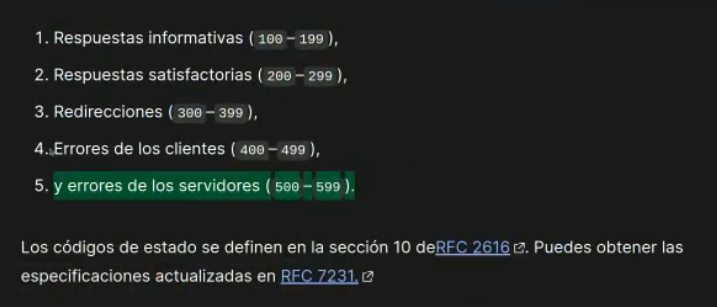 1. Respuestas informativas (100–199),
2. Respuestas satisfactorias (200–299),
3. Redirecciones (300–399),
4. Errores de los clientes (400–499),
5. y errores de los servidores (500–599).
Los códigos de estado se definen en la sección 10 deRFC 2616. Puedes obtener las
especificaciones actualizadas en RFC 7231.